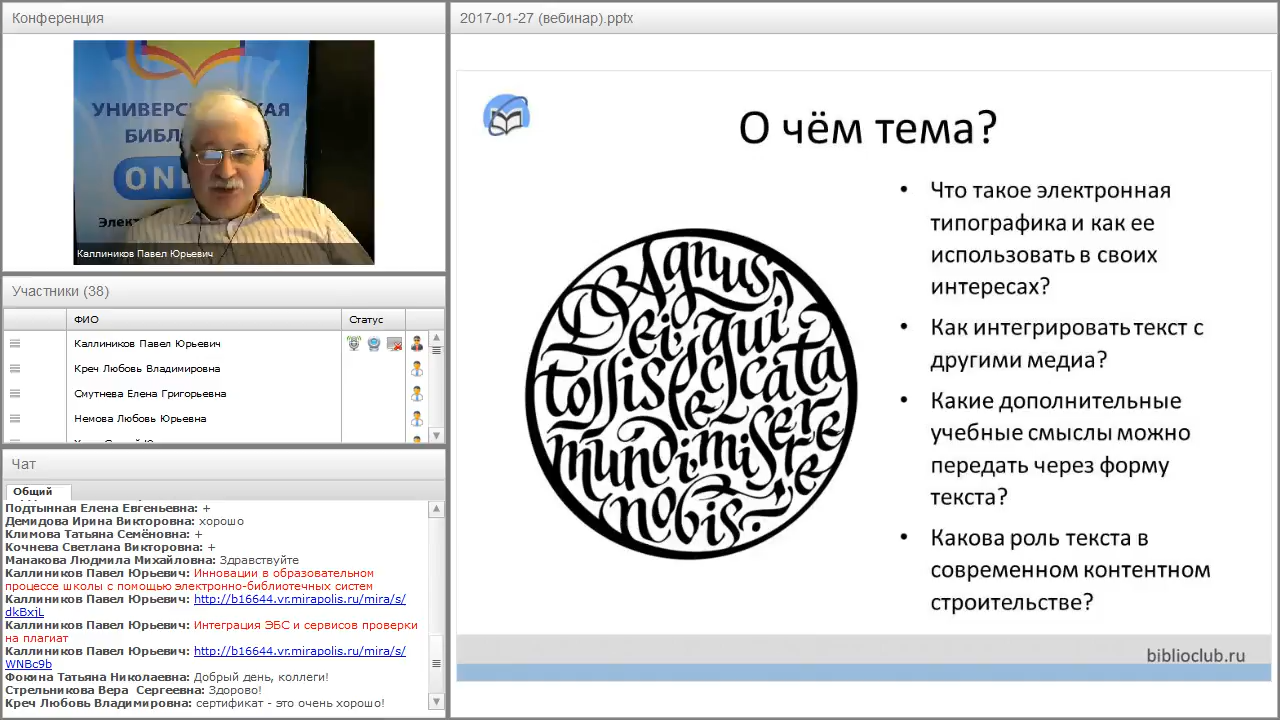 Конференция
УНИВЕРС
КАЯ
БИБЛ
ON
Элек
Каллиников Павел Юрьевич
Участники (38)
ФИО
Статус
Каллиников Павел Юрьевич
Креч Любовь Владимировна
Смутнева Елена Григорьевна
Немова Любовь Юрьевна
Чат
Общий
Подтынная Елена Евгеньевна: +
Демидова Ирина Викторовна: хорошо
Климова Татьяна Семёновна: +
Кочнева Светлана Викторовна: +
Манакова Людмила Михайловна: Здравствуйте
Каллиников Павел Юрьевич: Инновации в образовательном
процессе школы с помощью электронно-библиотечных систем
Каллиников Павел Юрьевич: http://b16644.vr.mirapolis.ru/mira/s/
dkBxjL
Каллиников Павел Юрьевич: Интеграция ЭБС и сервисов проверки
на плагиат
Каллиников Павел Юрьевич: http://b16644.vr.mirapolis.ru/mira/s/
WNBc9b
Фокина Татьяна Николаевна: Добрый день, коллеги!
Стрельникова Вера Сергеевна: Здорово!
Креч Любовь Владимировна: сертификат - это очень хорошо!
2017-01-27 (вебинар).pptx
О чём тема?
Agnus
Dei, qui
tollis peccata
mundi, misere
re
nobis.
• Что такое электронная
типографика и как ее
использовать в своих
интересах?
• Как интегрировать текст с
другими медиа?
• Какие дополнительные
учебные смыслы можно
передать через форму
текста?
• Какова роль текста в
современном контентном
строительстве?
biblioclub.ru